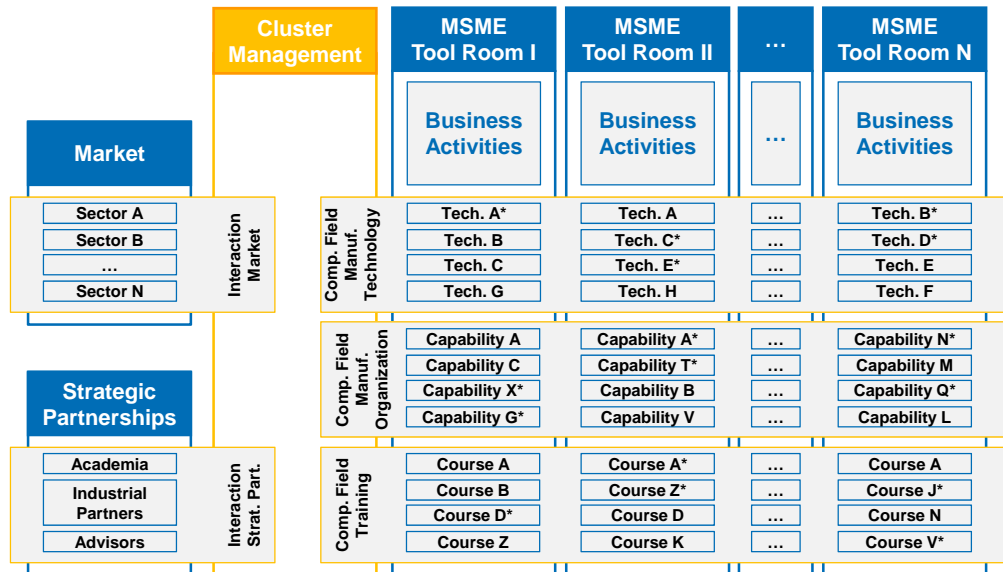 Cluster
Management
MSME
Tool Room I
MSME
Tool Room II
...
MSME
Tool Room N
Business
Activities
Business
Activities
...
Business
Activities
Market
Sector A
Sector B
...
Sector N
Interaction
Market
Comp. Field
Manuf.
Technology
Tech. A*
Tech. B
Tech. C
Tech. G
Tech. A
Tech. C*
Tech. E*
Tech. H
...
...
...
...
Tech. B*
Tech. D*
Tech. E
Tech. F
Comp. Field
Manuf.
Organization
Capability A
Capability C
Capability X*
Capability G*
Capability A*
Capability T*
Capability B
Capability V
...
...
...
...
Capability N*
Capability M
Capability Q*
Capability L
Strategic
Partnerships
Academia
Industrial
Partners
Advisors
Interaction
Strat. Part.
Comp. Field
Training
Course A
Course B
Course D*
Course Z
Course A*
Course Z*
Course D
Course K
...
...
...
...
Course A
Course J*
Course N
Course V*